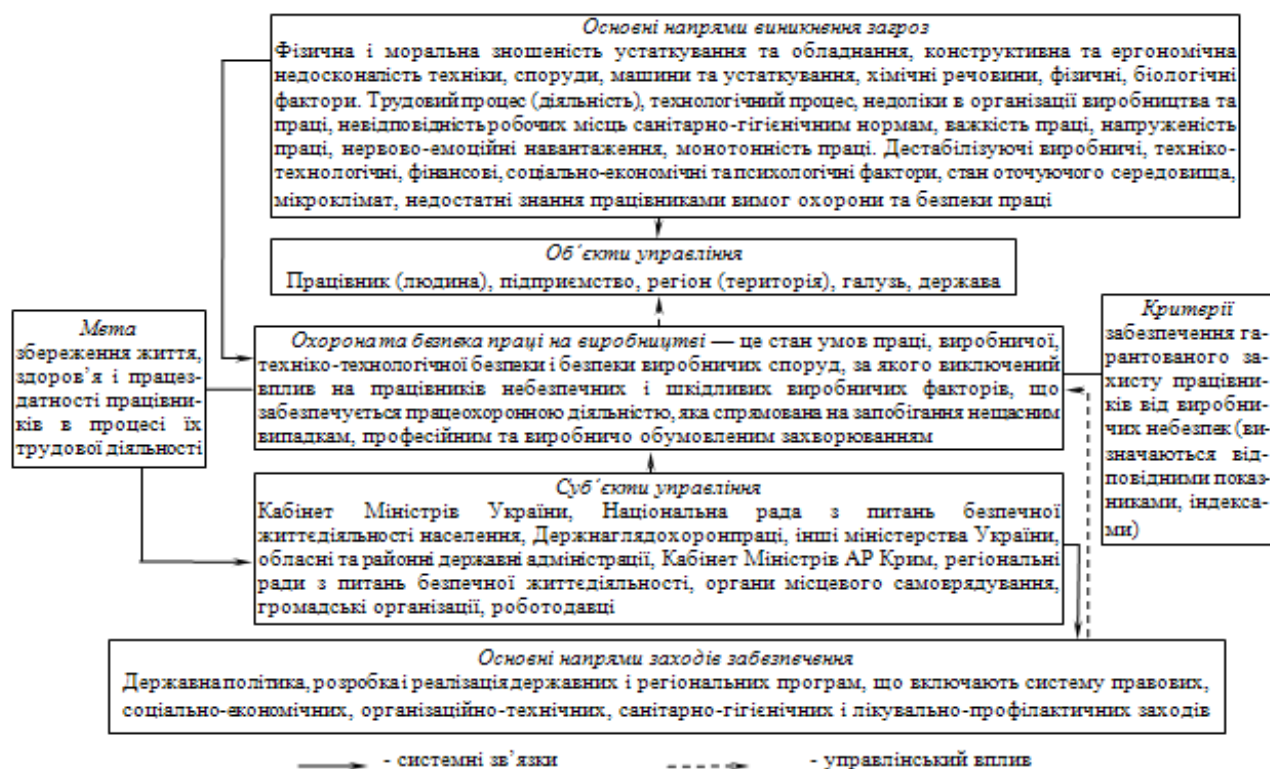 Основні напрями виникнення загроз
Фізична і моральна зношеність устаткування та обладнання, конструктивна та ергономічна
недосконалість техніки, споруди, машини та устаткування, хімічні речовини, фізичні, біологічні
фактори. Трудовий процес (діяльність), технологічний процес, недоліки в організації виробництва та
праці, невідповідність робочих місць санітарно-гігієнічним нормам, важкість праці, напруженість
праці, нервово-емоційні навантаження, монотонність праці. Дестабілізуючі виробничі, техніко-
технологічні, фінансові, соціально-економічні та психологічні фактори, стан оточуючого середовища,
мікроклімат, недостатні знання працівниками вимог охорони та безпеки праці
Об´єкти управління
Працівник (людина), підприємство, регіон (територія), галузь, держава
Мета
збереження життя,
здоров’я і працез-
датності працівни-
ків в процесі їх
трудової діяльності
Охорона та безпека праці на виробництві — це стан умов праці, виробничої,
техніко-технологічної безпеки і безпеки виробничих споруд, за якого виключений
вплив на працівників небезпечних і шкідливих виробничих факторів, що
забезпечується працеохоронною діяльністю, яка спрямована на запобігання нещасним
випадкам, професійним та виробничо обумовленим захворюванням
Критерії
забезпечення га-
рантованого за-
хисту працівни-
ків від виробни-
чих небезпек (ви-
значаються від-
повідними показ-
никами, індекса-
ми)
Суб´єкти управління
Кабінет Міністрів України, Національна рада з питань безпечної
життєдіяльності населення, Держнаглядохоронпраці, інші міністерства України,
обласні та районні державні адміністрації, Кабінет Міністрів АР Крим, регіональні
ради з питань безпечної життєдіяльності, органи місцевого самоврядування,
громадські організації, роботодавці
Основні напрями заходів забезпечення
Державна політика, розробка і реалізація державних і регіональних програм, що включають систему правових,
соціально-економічних, організаційно-технічних, санітарно-гігієнічних і лікувально-профілактичних заходів
- системні зв’язки
- управлінський вплив